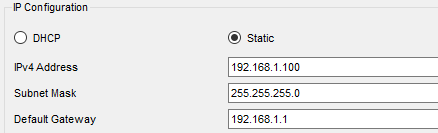 IP Configuration
DHCP Static
IPv4 Address 192.168.1.100
Subnet Mask 255.255.255.0
Default Gateway 192.168.1.1